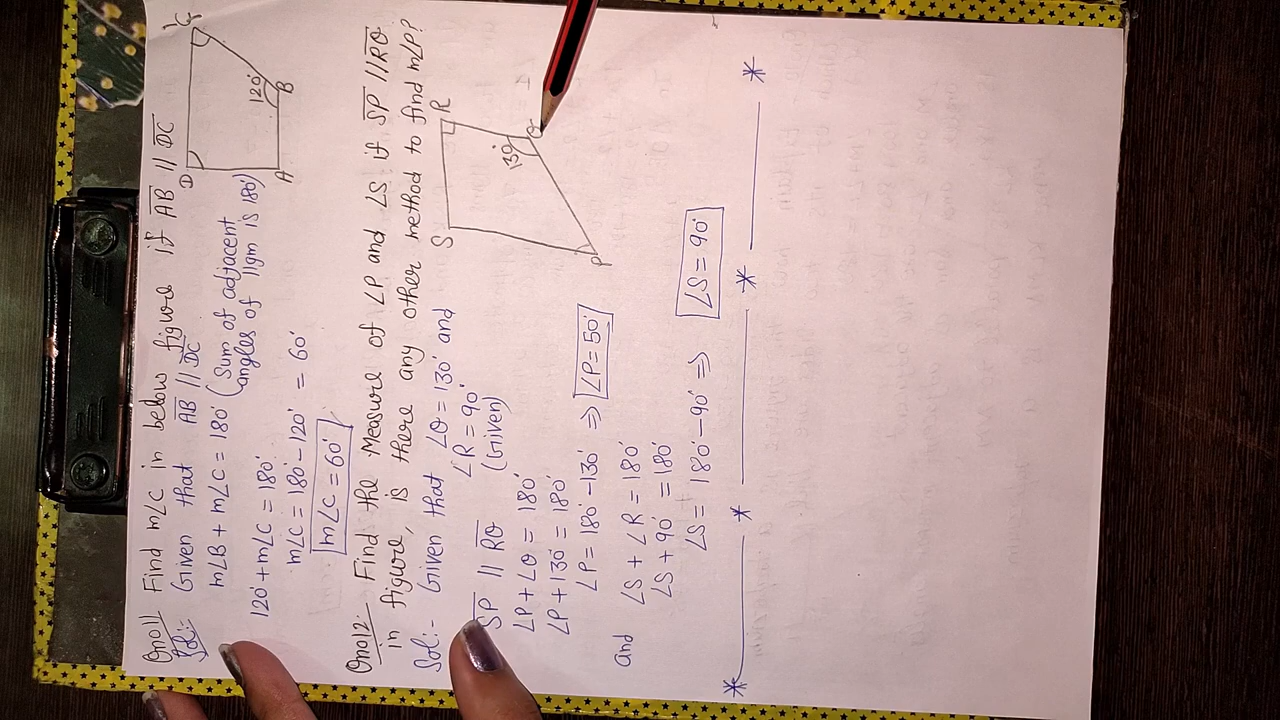 Qno11 Find m∠C in below figure if AB || DC
Sol:- Given that AB || DC
m∠B + m∠C = 180° (Sum of adjacent
angles of ||gm is 180°)
120° + m∠C = 180°
m∠C = 180° - 120° = 60°
m∠C = 60°
D
C
120°
A
B
Qno12 Find the Measure of ∠P and ∠S if SP || RQ
in figure, is there any other method to find m∠P?
Sol:- Given that ∠Q = 130° and
∠R = 90°
(Given)
SP || RQ
∠P + ∠Q = 180°
∠P + 130° = 180°
∠P = 180° - 130° ⇒ ∠P = 50°
and ∠S + ∠R = 180°
∠S + 90° = 180°
∠S = 180° - 90° ⇒ ∠S = 90°
S
R
130°
Q
P